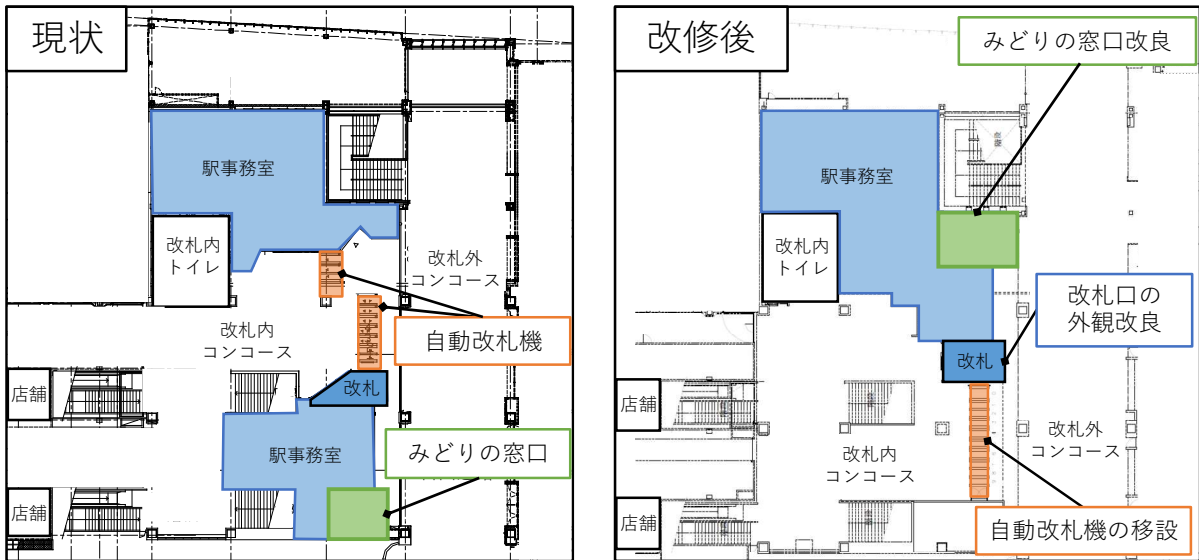 現状
駅事務室
改札内
トイレ
改札外
コンコース
自動改札機
改札内
コンコース
改札
店舗
駅事務室
みどりの窓口
店舗
改修後
みどりの窓口改良
駅事務室
改札内
トイレ
改札口の
外観改良
改札
店舗
改札外
コンコース
改札内
コンコース
店舗
自動改札機の移設